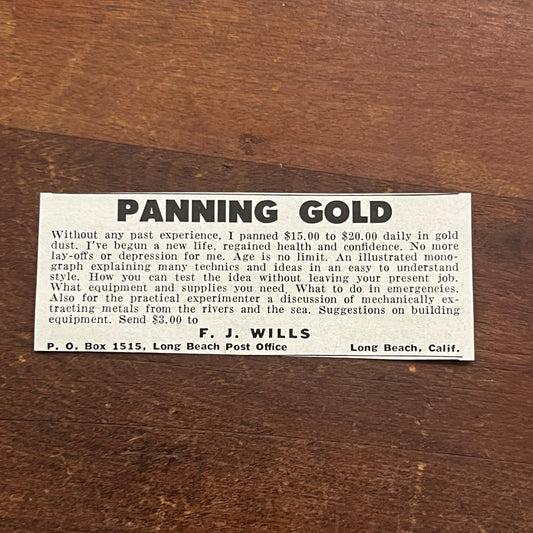 PANNING GOLD
Without any past experience, I panned $15.00 to $20.00 daily in gold
dust. I've begun a new life, regained health and confidence. No more
lay-offs or depression for me. Age is no limit. An illustrated mono-
graph explaining many technics and ideas in an easy to understand
style. How you can test the idea without leaving your present job.
What equipment and supplies you need. What to do in emergencies.
Also for the practical experimenter a discussion of mechanically ex-
tracting metals from the rivers and the sea. Suggestions on building
equipment. Send $3.00 to
F. J. WILLS
P. O. Box 1515, Long Beach Post Office Long Beach, Calif.